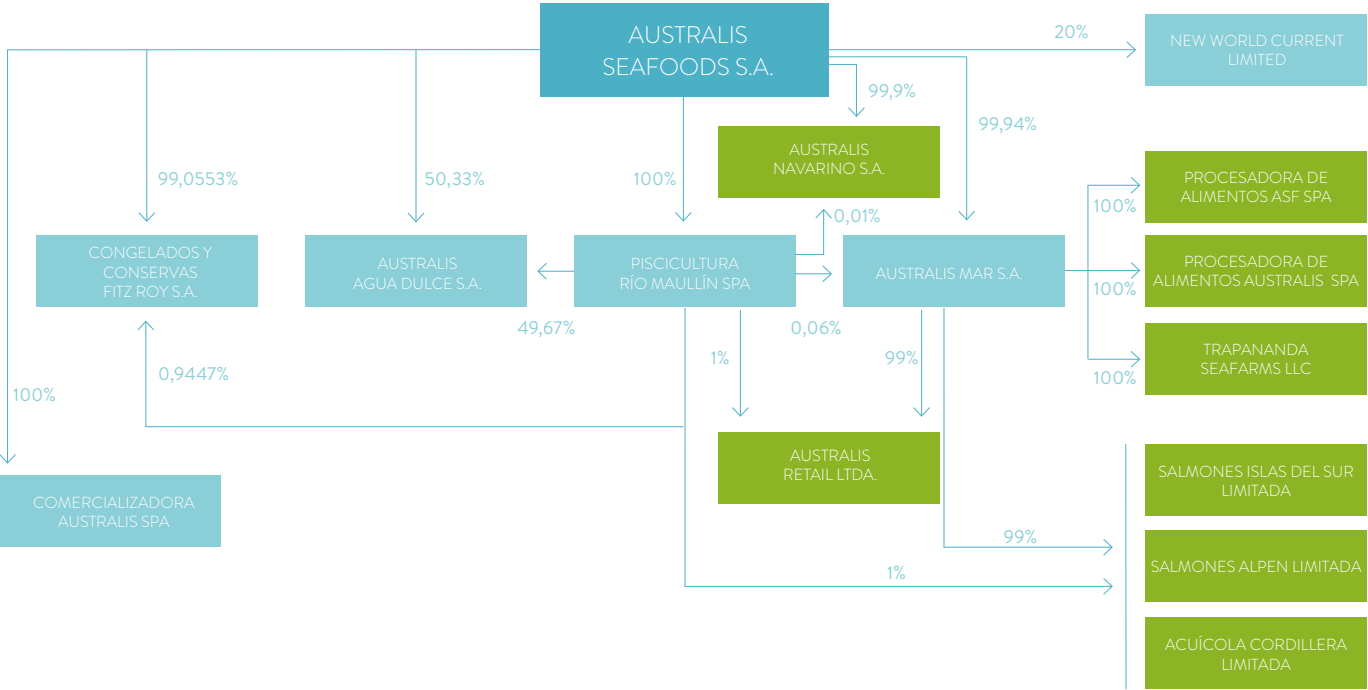 AUSTRALIS
SEAFOODS S.A.
20%
NEW WORLD CURRENT
LIMITED
99,9%
99,94%
AUSTRALIS
NAVARINO S.A.
99,0553%
50,33%
100%
0,01%
100%
PROCESADORA DE
ALIMENTOS ASF SPA
CONGELADOS Y
CONSERVAS
FITZ ROY S.A.
AUSTRALIS
AGUA DULCE S.A.
PISCICULTURA
RÍO MAULLÍN SPA
AUSTRALIS MAR S.A.
100%
PROCESADORA DE
ALIMENTOS AUSTRALIS SPA
49,67%
0,06%
100%
TRAPANANDA
SEAFARMS LLC
0,9447%
1%
99%
100%
AUSTRALIS
RETAIL LTDA.
COMERCIALIZADORA
AUSTRALIS SPA
99%
1%
SALMONES ISLAS DEL SUR
LIMITADA
SALMONES ALPEN LIMITADA
ACUÍCOLA CORDILLERA
LIMITADA